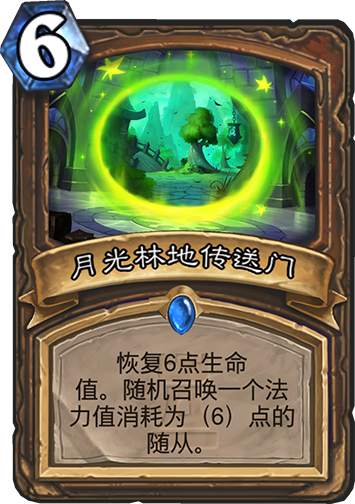 6
月光林地传送门
恢复6点生命
值。随机召唤一个法
力值消耗为（6）点的
随从。